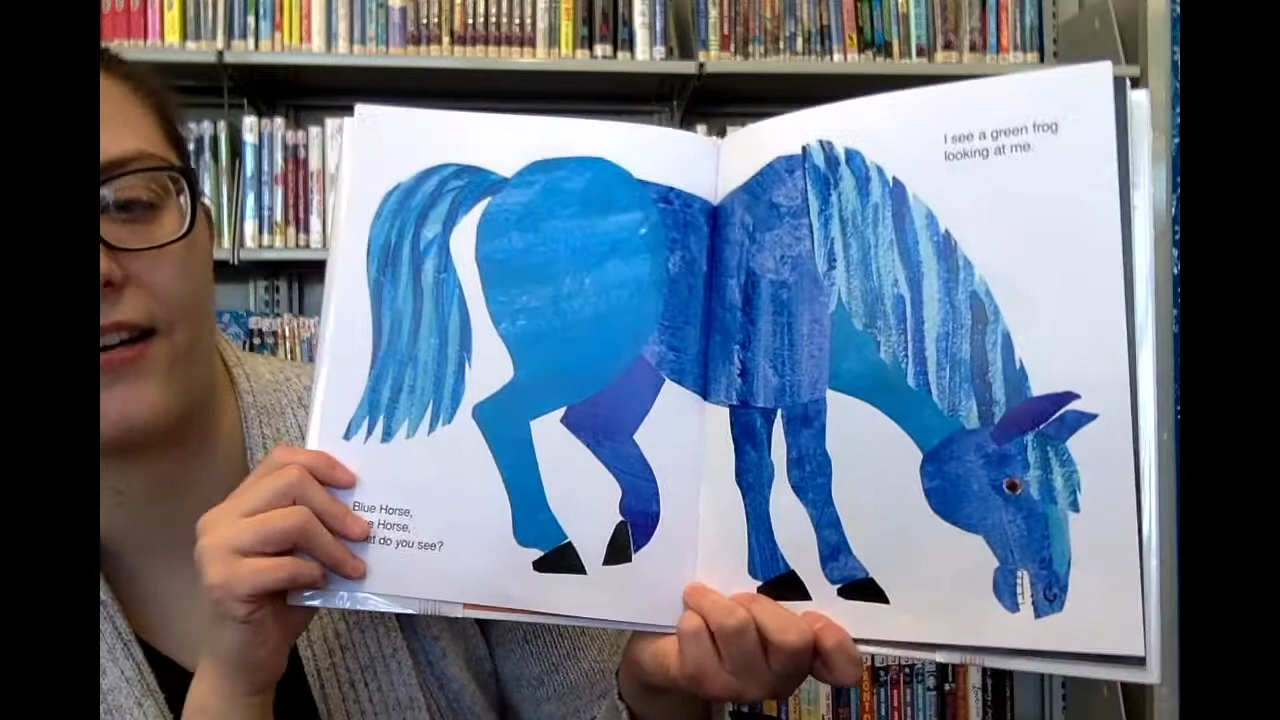 Blue Horse,
Horse,
do you see?
I see a green frog
looking at me.